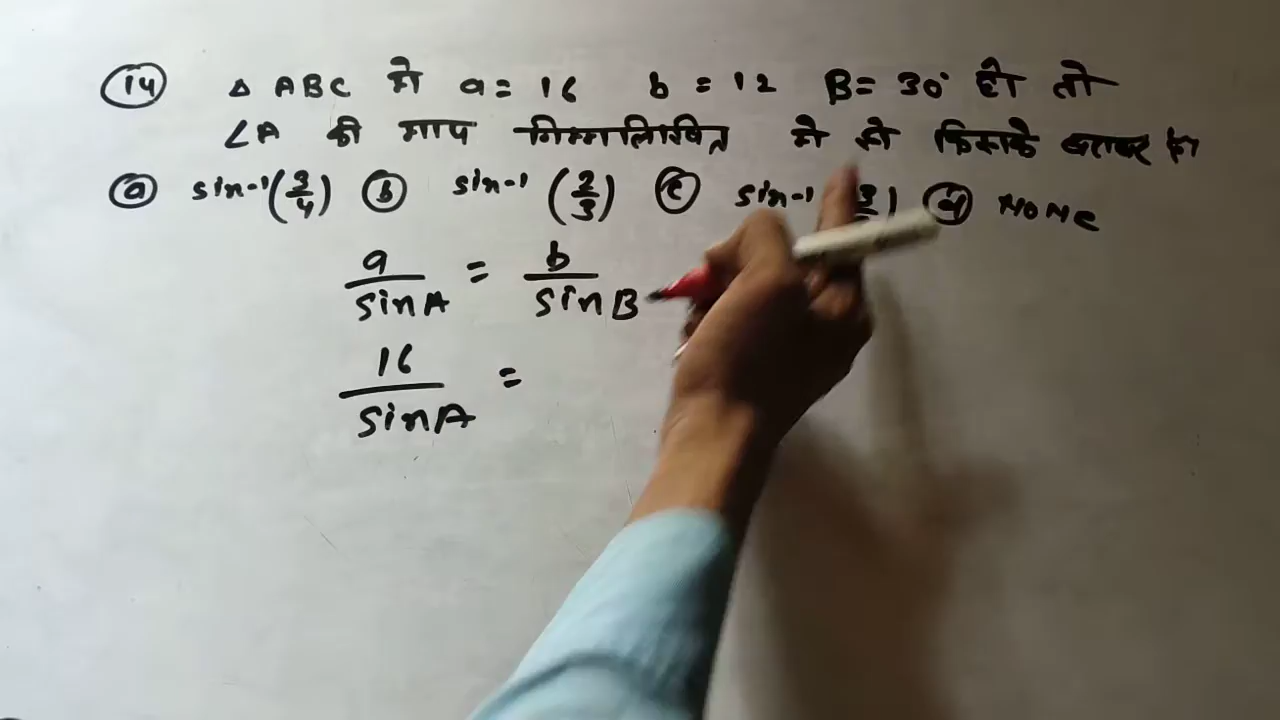 14 △ ABC मे a = 16 b = 12 B = 30° हो तो
∠A की माप निम्नलिखित मे से किसके बराबर है
a sin-1(3/4) b sin-1 (2/3) c sin-1 d NONE
a/sinA = b/sinB
16/sinA =